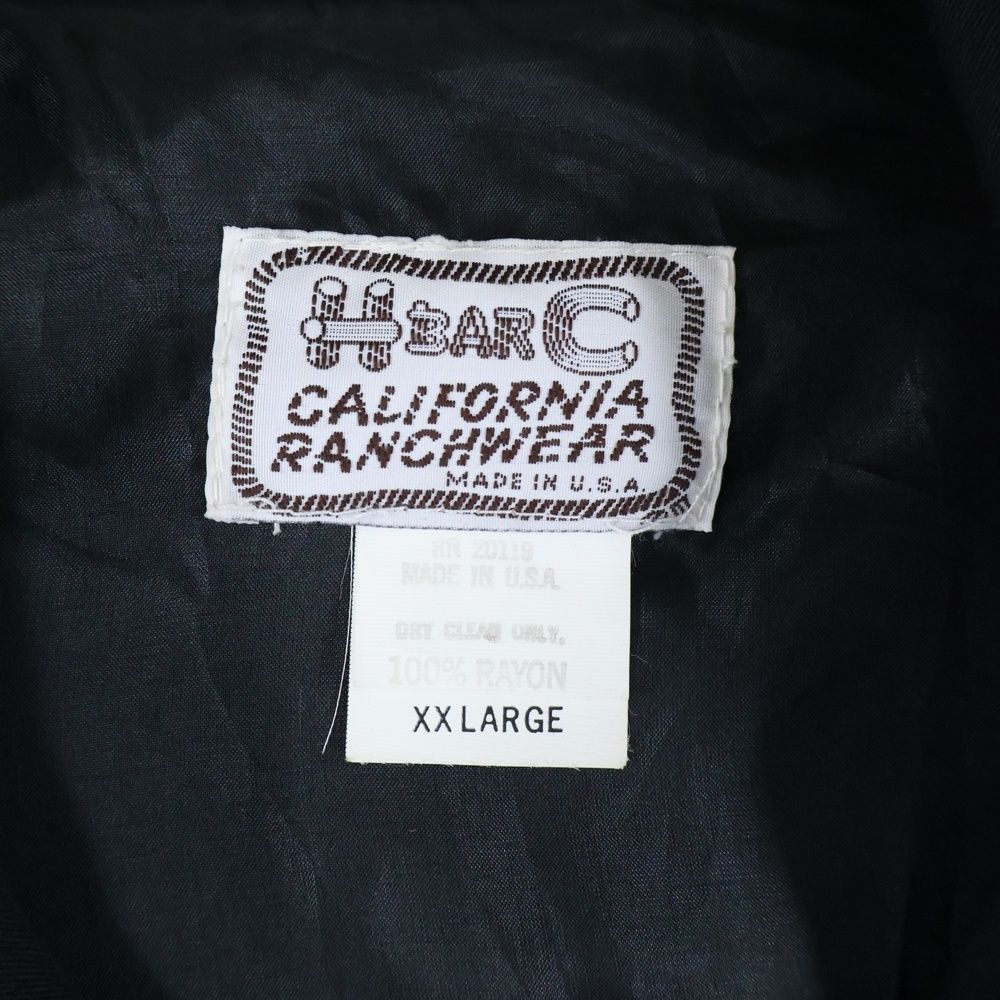 H BAR C
CALIFORNIA
RANCHWEAR
MADE IN U.S.A.
RN 20119
MADE IN U.S.A.
DRY CLEAN ONLY.
100% RAYON
XX LARGE